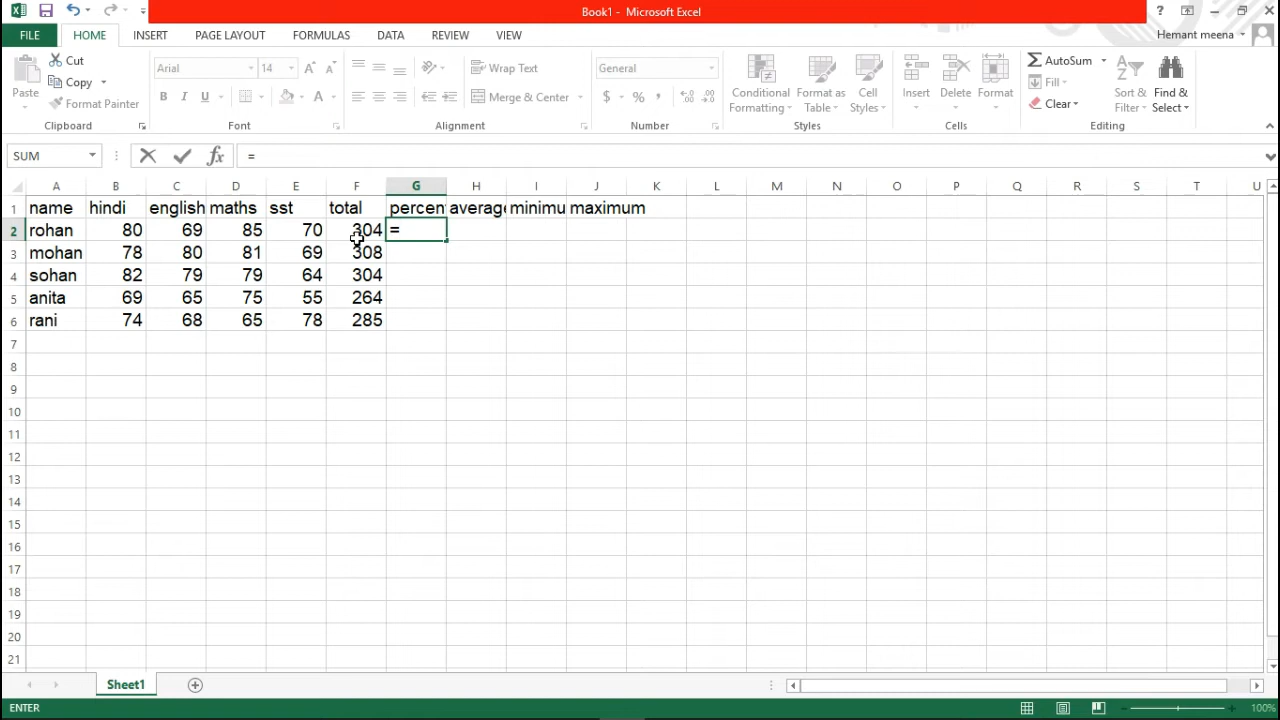 Book1 - Microsoft Excel
FILE HOME INSERT PAGE LAYOUT FORMULAS DATA REVIEW VIEW Hemant meena
Paste
Cut
Copy
Format Painter
Clipboard
Arial 14
B I U
Font
Wrap Text
Merge & Center
Alignment
General
$ % ,
Number
Conditional Formatting
Format as Table
Cell Styles
Styles
Insert Delete Format
Cells
AutoSum
Fill
Clear
Sort & Filter
Find & Select
Editing
SUM fx =
A B C D E F G H I J K L M N O P Q R S T U
1 name hindi english maths sst total percen average minimu maximum
2 rohan 80 69 85 70 304 =
3 mohan 78 80 81 69 308
4 sohan 82 79 79 64 304
5 anita 69 65 75 55 264
6 rani 74 68 65 78 285
7
8
9
10
11
12
13
14
15
16
17
18
19
20
21
Sheet1
ENTER 100%